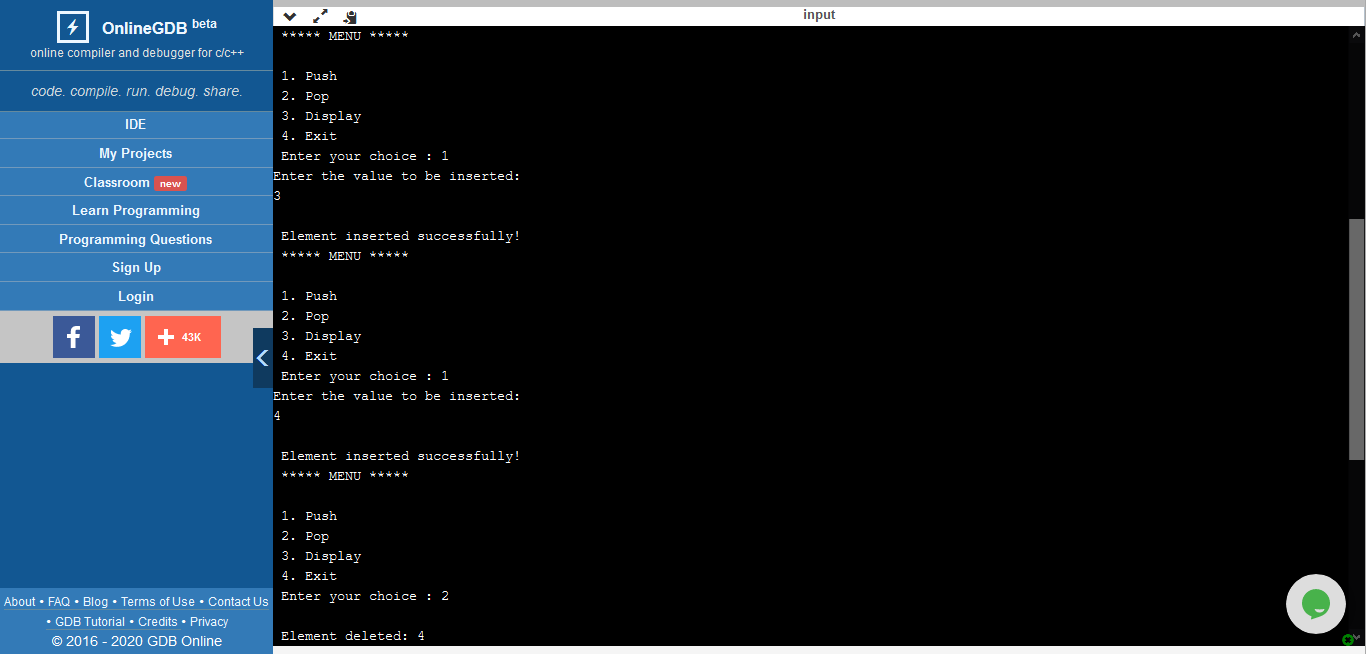 OnlineGDB beta
online compiler and debugger for c/c++
code. compile. run. debug. share.
IDE
My Projects
Classroom new
Learn Programming
Programming Questions
Sign Up
Login
43K
About • FAQ • Blog • Terms of Use • Contact Us
• GDB Tutorial • Credits • Privacy
© 2016 - 2020 GDB Online
input
***** MENU *****
1. Push
2. Pop
3. Display
4. Exit
Enter your choice : 1
Enter the value to be inserted:
3
Element inserted successfully!
***** MENU *****
1. Push
2. Pop
3. Display
4. Exit
Enter your choice : 1
Enter the value to be inserted:
4
Element inserted successfully!
***** MENU *****
1. Push
2. Pop
3. Display
4. Exit
Enter your choice : 2
Element deleted: 4